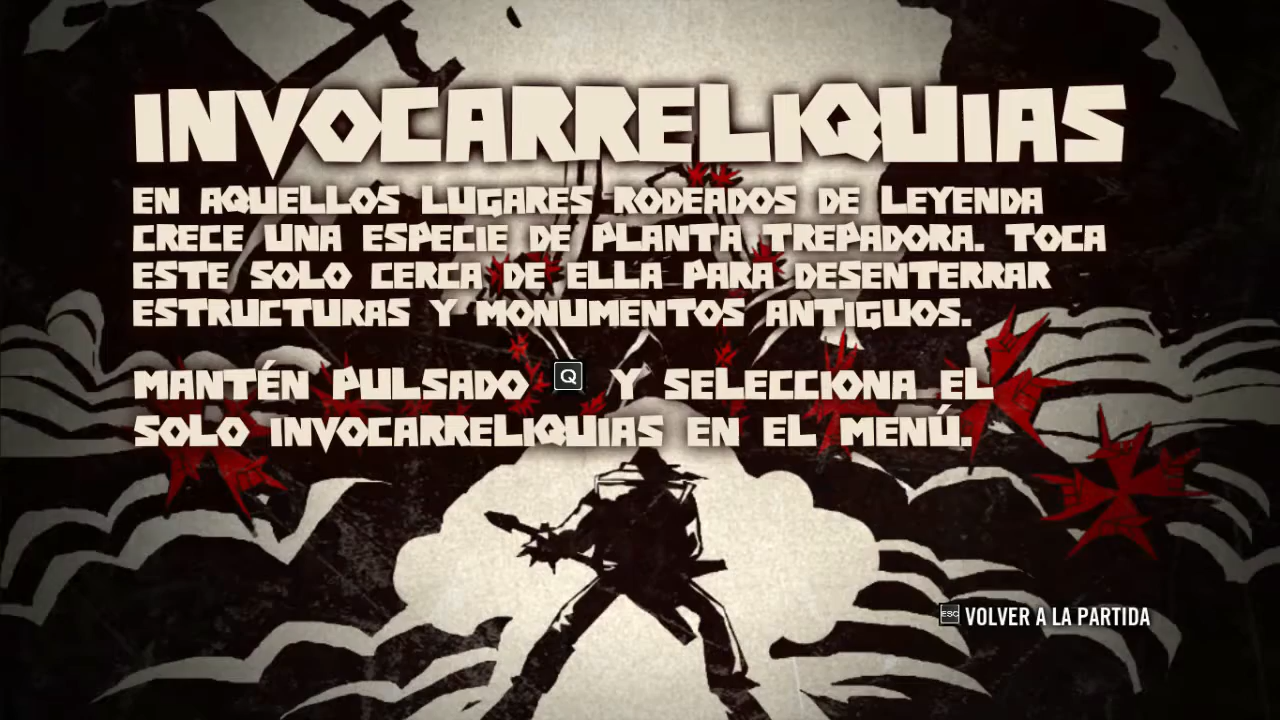 INVOCARRELIQUIAS
EN AQUELLOS LUGARES RODEADOS DE LEYENDA
CRECE UNA ESPECIE DE PLANTA TREPADORA. TOCA
ESTE SOLO CERCA DE ELLA PARA DESENTERRAR
ESTRUCTURAS Y MONUMENTOS ANTIGUOS.
MANTÉN PULSADO Q Y SELECCIONA EL
SOLO INVOCARRELIQUIAS EN EL MENÚ.
ESC VOLVER A LA PARTIDA